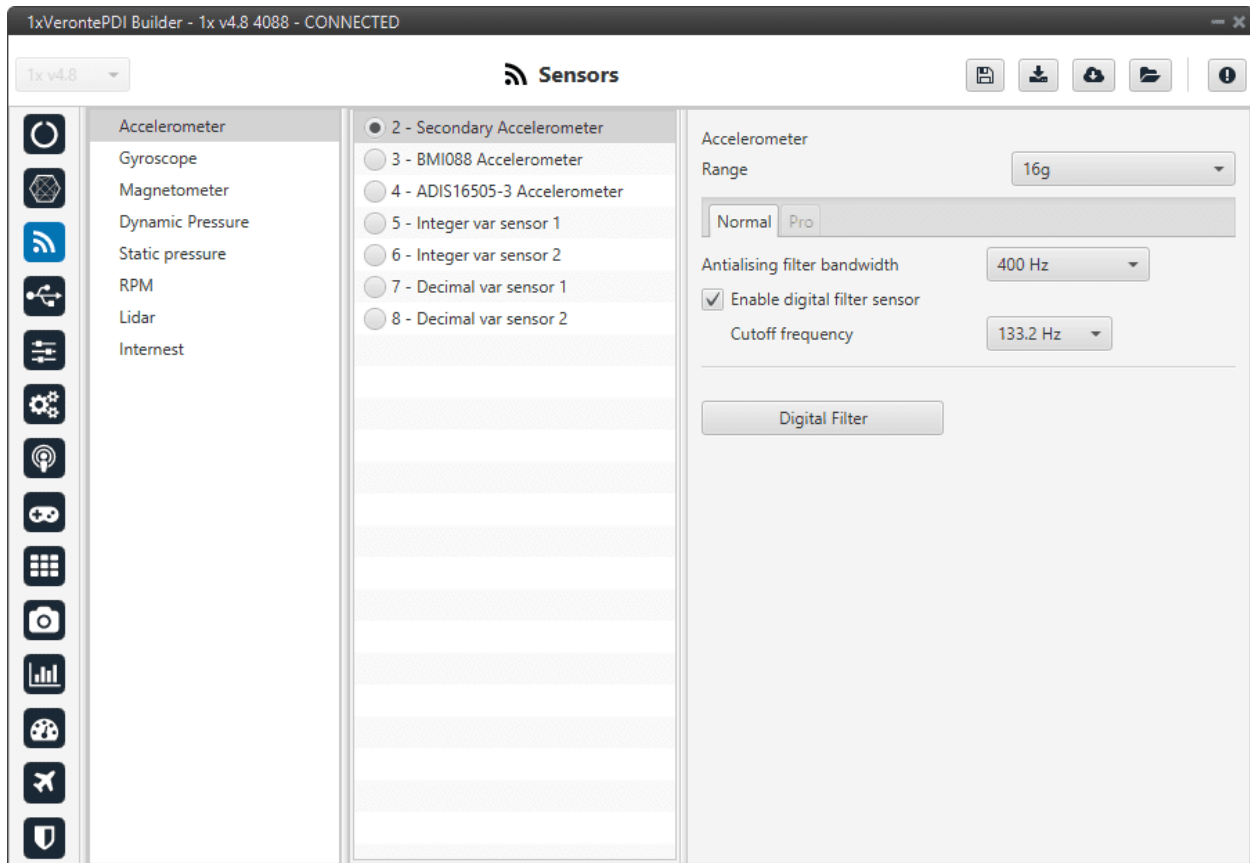 1xVerontePDI Builder - 1x v4.8 4088 - CONNECTED
1x v4.8
Sensors
Accelerometer
Gyroscope
Magnetometer
Dynamic Pressure
Static pressure
RPM
Lidar
Internest
2 - Secondary Accelerometer
3 - BMI088 Accelerometer
4 - ADIS16505-3 Accelerometer
5 - Integer var sensor 1
6 - Integer var sensor 2
7 - Decimal var sensor 1
8 - Decimal var sensor 2
Accelerometer
Range 16g
Normal Pro
Antialising filter bandwidth 400 Hz
Enable digital filter sensor
Cutoff frequency 133.2 Hz
Digital Filter